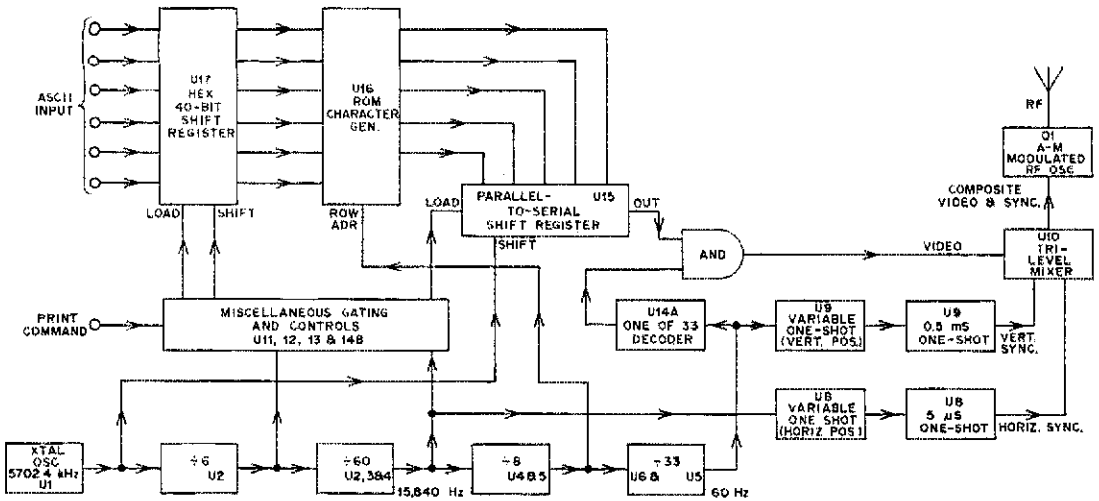 ASCII
INPUT
U17
HEX
40-BIT
SHIFT
REGISTER
U16
ROM
CHARACTER
GEN.
LOAD
SHIFT
ROW
ADR
LOAD
PARALLEL- U15
TO-SERIAL
SHIFT REGISTER
OUT
SHIFT
AND
VIDEO
RF
Q1
A-M
MODULATED
RF OSC
COMPOSITE
VIDEO & SYNC.
U10
TRI-
LEVEL
MIXER
PRINT
COMMAND
MISCELLANEOUS GATING
AND CONTROLS
U11, 12, 13 & 14B
U14A
ONE OF 33
DECODER
U9
VARIABLE
ONE-SHOT
(VERT. POS.)
U9
0.5 mS
ONE-SHOT
VERT.
SYNC.
U8
VARIABLE
ONE SHOT
(HORIZ. POS.)
U8
5 µS
ONE-SHOT
HORIZ. SYNC.
XTAL
OSC
5702.4 kHz
U1
÷6
U2
÷60
U2, 3&4
15,840 Hz
÷8
U4&5
÷33
U6& U5
60 Hz